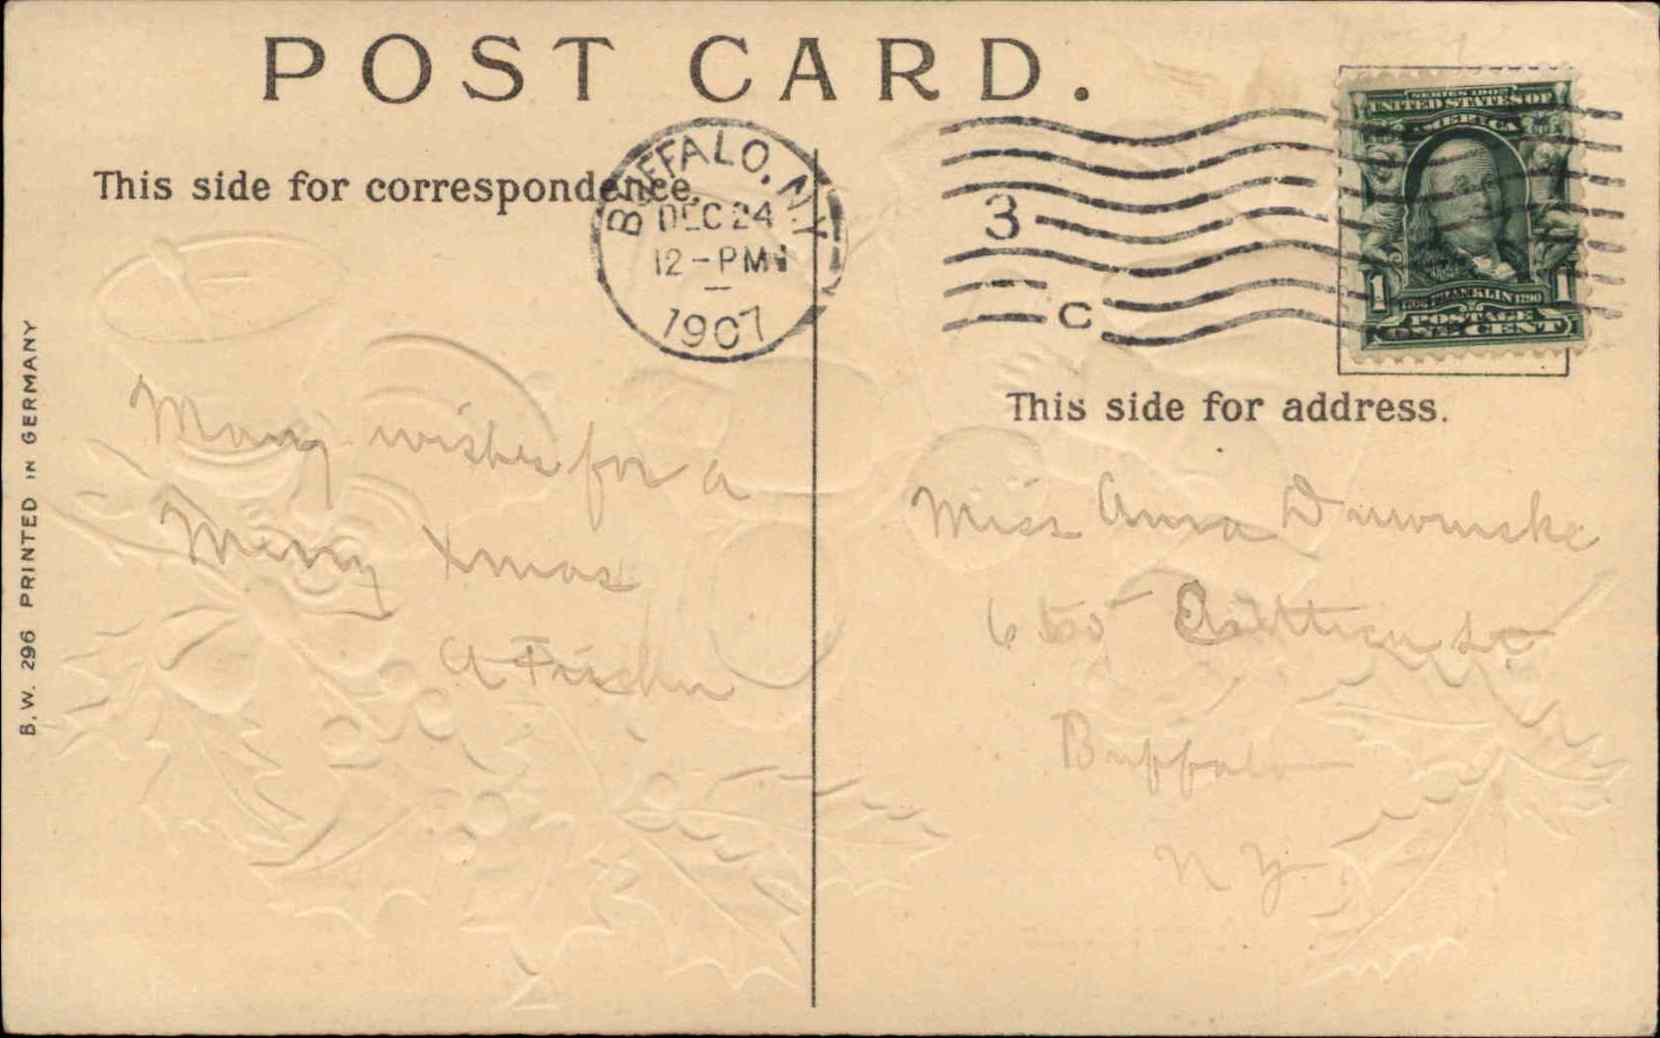 POST CARD.
This side for correspondence.
BUFFALO, N.Y.
DEC 24
12 - PM
1907
3
C
SERIES 1902
UNITED STATES OF
AMERICA
1 1
FRANKLIN 1790
POSTAGE
ONE CENT
This side for address.
Many wishes for a
Merry Xmas
A
Miss Anna
St
Buffalo
N Y.
B.W. 296 PRINTED IN GERMANY